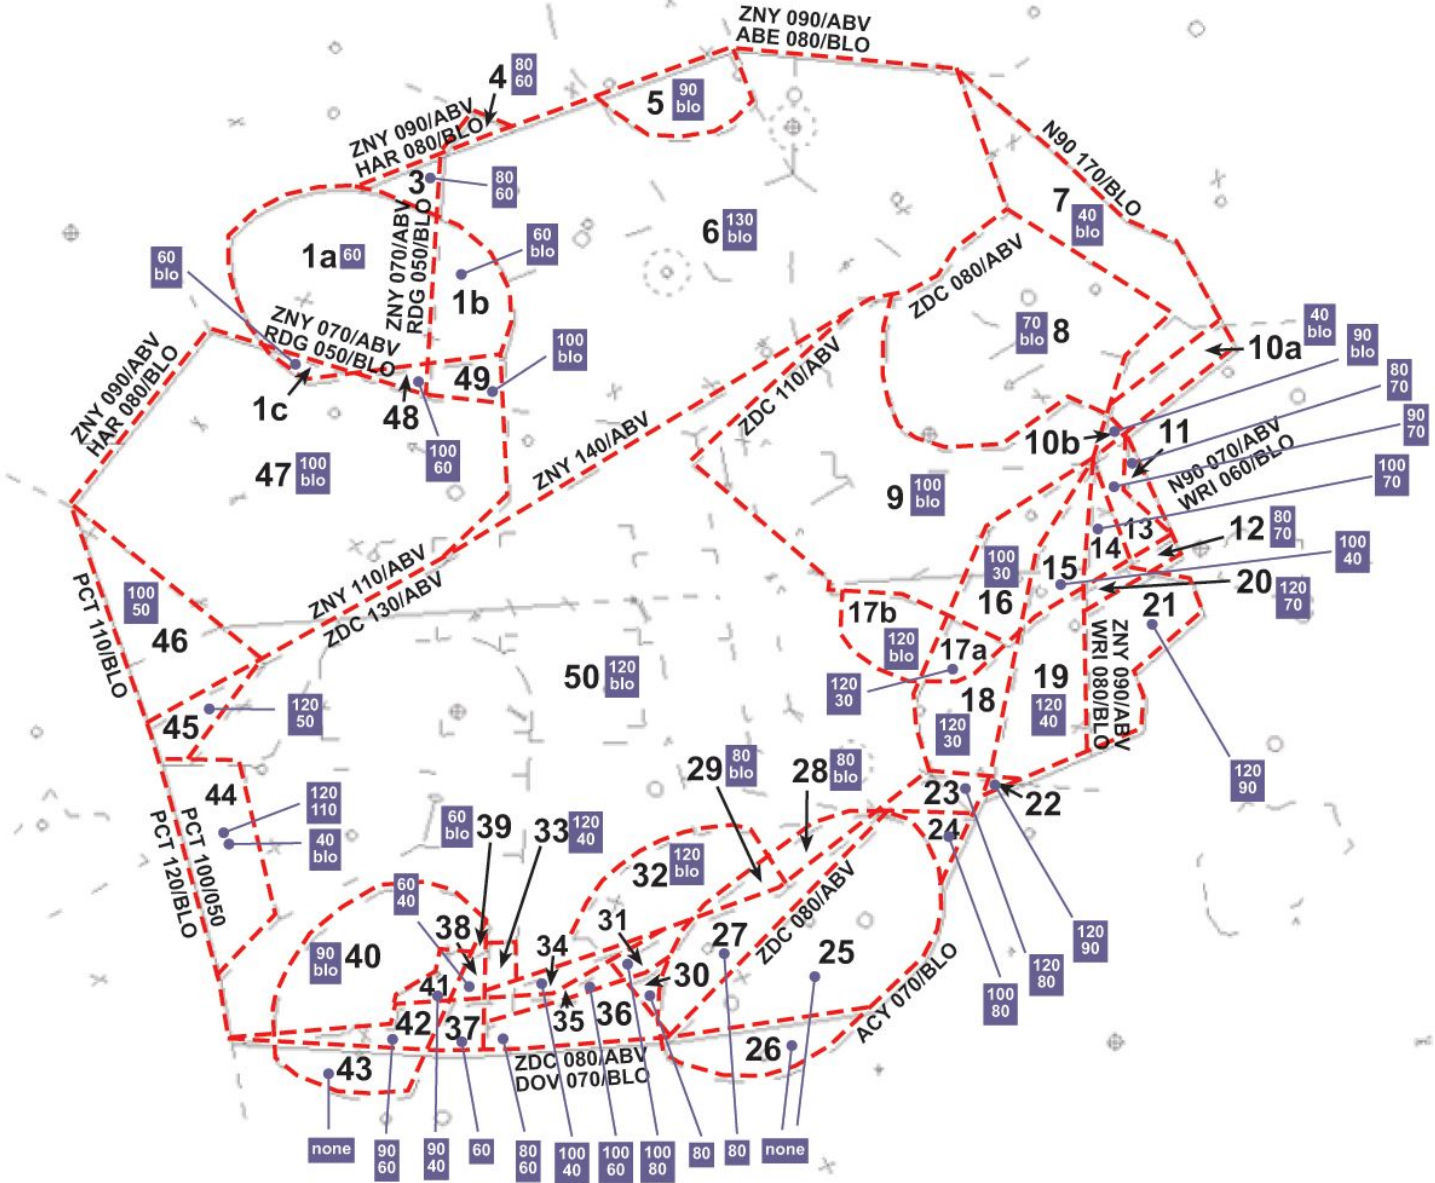 ZNY 090/ABV
ABE 080/BLO
4
80
60
5
90
blo
ZNY 090/ABV
HAR 080/BLO
N90 170/BLO
3
80
60
7
40
blo
6
130
blo
1a
60
60
blo
60
blo
ZNY 070/ABV
RDG 050/BLO
1b
ZDC 080/ABV
ZNY 070/ABV
RDG 050/BLO
70
blo
8
40
blo
90
blo
10a
100
blo
ZNY 090/ABV
HAR 080/BLO
49
1c
48
80
70
ZDC 110/ABV
90
70
10b
11
ZNY 140/ABV
100
60
N90 070/ABV
WRI 060/BLO
47
100
blo
100
70
9
100
blo
13
12
80
70
14
100
40
100
30
15
20
120
70
PCT 110/BLO
100
50
46
ZNY 110/ABV
ZDC 130/ABV
16
17b
21
120
blo
17a
ZNY 090/ABV
WRI 080/BLO
50
120
blo
19
120
30
18
120
40
45
120
50
120
30
29
80
blo
28
80
blo
120
90
44
120
110
40
blo
23
22
24
PCT 100/050
PCT 120/BLO
60
blo
39
33
120
40
32
120
blo
60
40
ZDC 080/ABV
38
31
27
34
25
120
90
90
blo
40
41
30
120
80
100
80
42
37
35
36
ACY 070/BLO
26
43
ZDC 080/ABV
DOV 070/BLO
none
90
60
90
40
60
80
60
100
40
100
60
100
80
80
80
none